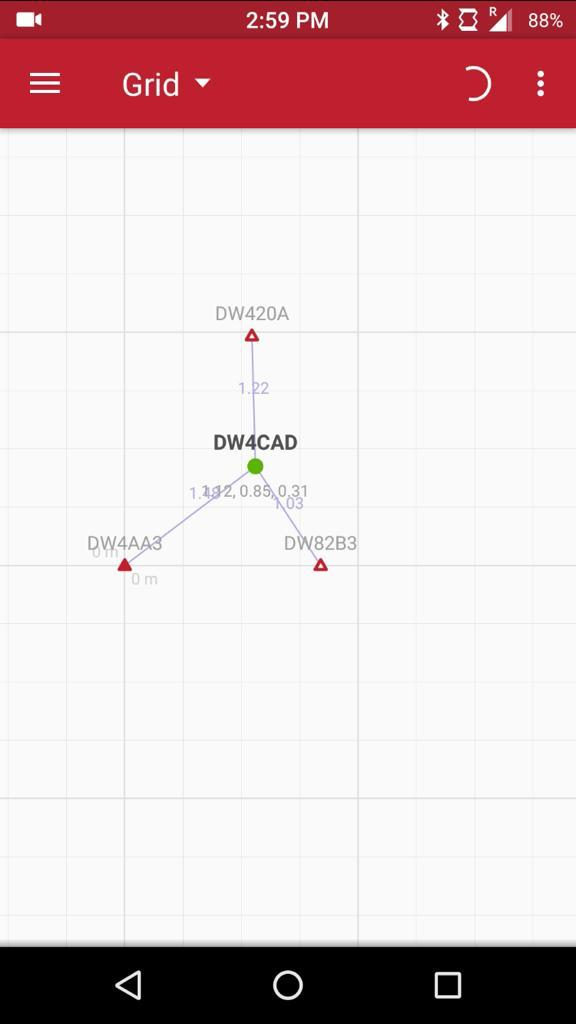 2:59 PM
R
88%
Grid
DW420A
1.22
DW4CAD
1.12, 0.85, 0.31
1.03
DW4AA3
DW82B3
0 m
0 m